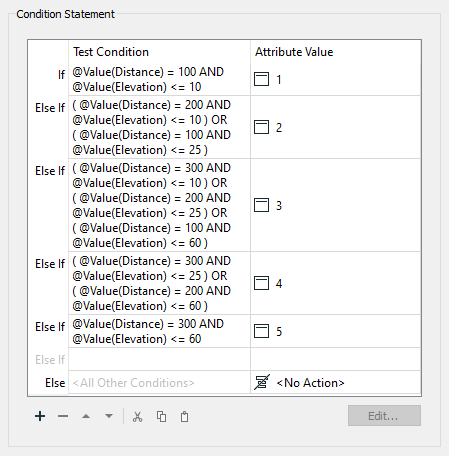 Condition Statement
Test Condition Attribute Value
If @Value(Distance) = 100 AND
@Value(Elevation) <= 10 1
Else If ( @Value(Distance) = 200 AND
@Value(Elevation) <= 10 ) OR
( @Value(Distance) = 100 AND 2
@Value(Elevation) <= 25 )
Else If ( @Value(Distance) = 300 AND
@Value(Elevation) <= 10 ) OR
( @Value(Distance) = 200 AND
@Value(Elevation) <= 25 ) OR 3
( @Value(Distance) = 100 AND
@Value(Elevation) <= 60 )
Else If ( @Value(Distance) = 300 AND
@Value(Elevation) <= 25 ) OR
( @Value(Distance) = 200 AND 4
@Value(Elevation) <= 60 )
Else If @Value(Distance) = 300 AND
@Value(Elevation) <= 60 5
Else If
Else <All Other Conditions> <No Action>
Edit...